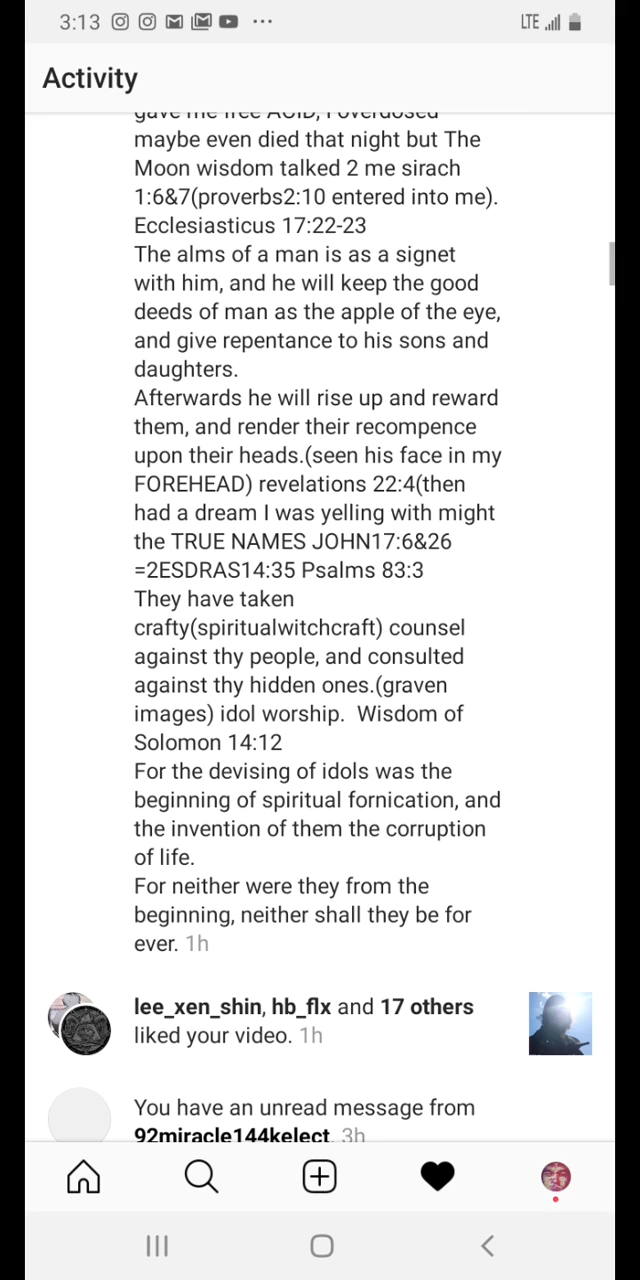 3:13
LTE
Activity
gave me free ACID, I overdosed
maybe even died that night but The
Moon wisdom talked 2 me sirach
1:6&7(proverbs2:10 entered into me).
Ecclesiasticus 17:22-23
The alms of a man is as a signet
with him, and he will keep the good
deeds of man as the apple of the eye,
and give repentance to his sons and
daughters.
Afterwards he will rise up and reward
them, and render their recompence
upon their heads.(seen his face in my
FOREHEAD) revelations 22:4(then
had a dream I was yelling with might
the TRUE NAMES JOHN17:6&26
=2ESDRAS14:35 Psalms 83:3
They have taken
crafty(spiritualwitchcraft) counsel
against thy people, and consulted
against thy hidden ones.(graven
images) idol worship.  Wisdom of
Solomon 14:12
For the devising of idols was the
beginning of spiritual fornication, and
the invention of them the corruption
of life.
For neither were they from the
beginning, neither shall they be for
ever. 1h
lee_xen_shin, hb_flx and 17 others
liked your video. 1h
You have an unread message from
92miracle144kelect. 3h